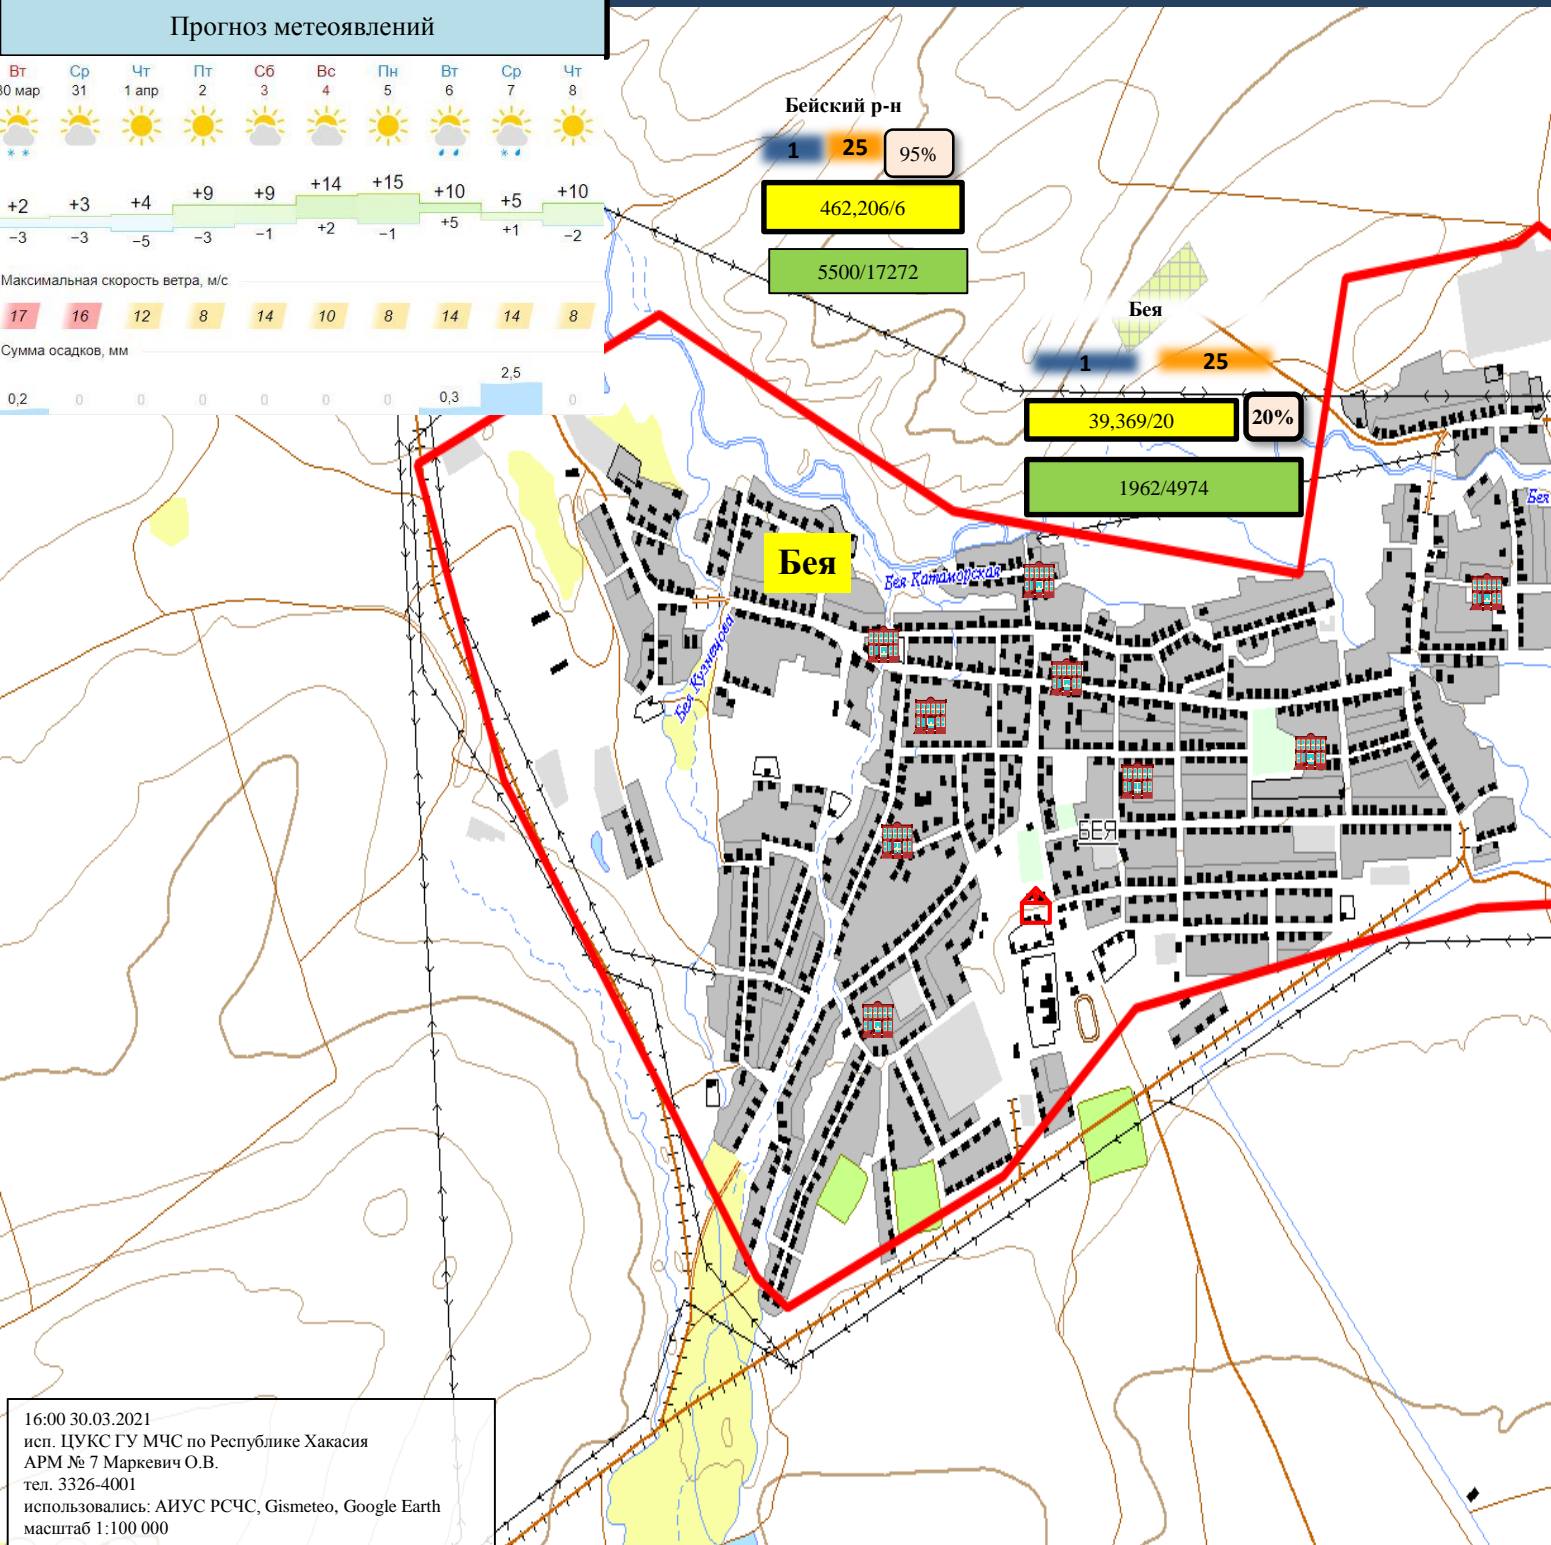 Прогноз метеоявлений
Вт Ср Чт Пт Сб Вс Пн Вт Ср Чт
30 мар 31 1 апр 2 3 4 5 6 7 8
+2 +3 +4 +9 +9 +14 +15 +10 +5 +10
−3 −3 −5 −3 −1 +2 −1 +5 +1 −2
Максимальная скорость ветра, м/с
17 16 12 8 14 10 8 14 14 8
Сумма осадков, мм
0,2 0 0 0 0 0 0 0,3 2,5 0
Бейский р-н
1 25 95%
462,206/6
5500/17272
Бея
1 25
39,369/20 20%
1962/4974
Бея
Бея
Бея Катаморская
Бея Кузнецова
БЕЯ
16:00 30.03.2021
исп. ЦУКС ГУ МЧС по Республике Хакасия
АРМ № 7 Маркевич О.В.
тел. 3326-4001
использовались: АИУС РСЧС, Gismeteo, Google Earth
масштаб 1:100 000